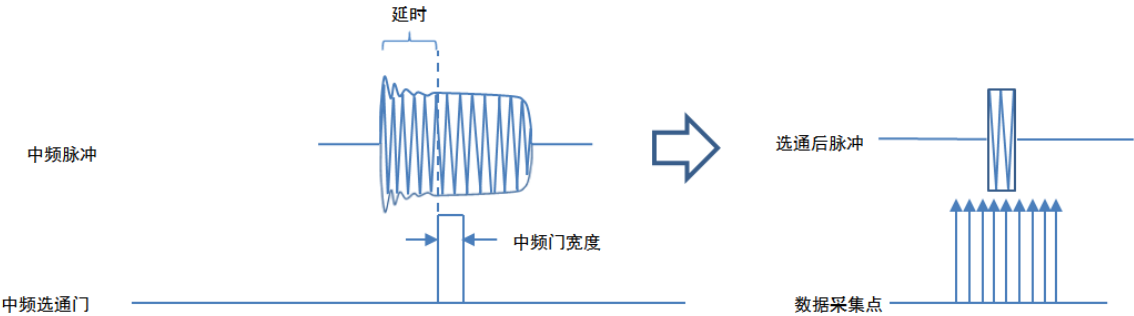 延时
中频脉冲
选通后脉冲
中频门宽度
中频选通门
数据采集点